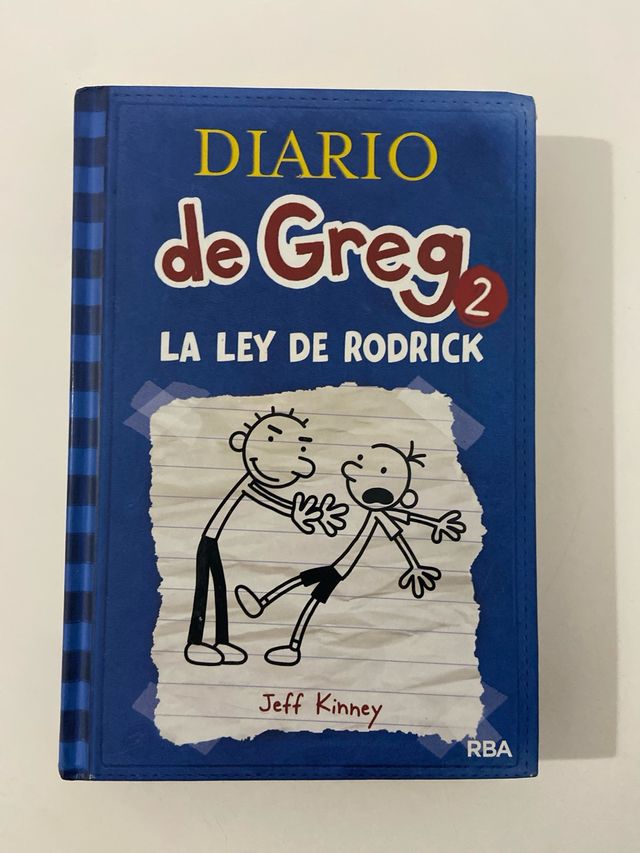 DIARIO
de Greg 2
LA LEY DE RODRICK
Jeff Kinney
RBA